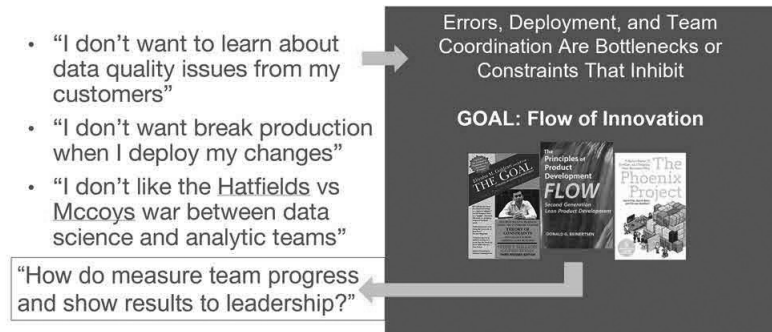 • “I don’t want to learn about
data quality issues from my
customers”
• “I don’t want break production
when I deploy my changes”
• “I don’t like the Hatfields vs
Mccoys war between data
science and analytic teams”
“How do measure team progress
and show results to leadership?”
Errors, Deployment, and Team
Coordination Are Bottlenecks or
Constraints That Inhibit
GOAL: Flow of Innovation
THE GOAL
The
Principles of
Product
Development
FLOW
Second Generation
Lean Product Development
DONALD G. REINERTSEN
The
Phoenix
Project